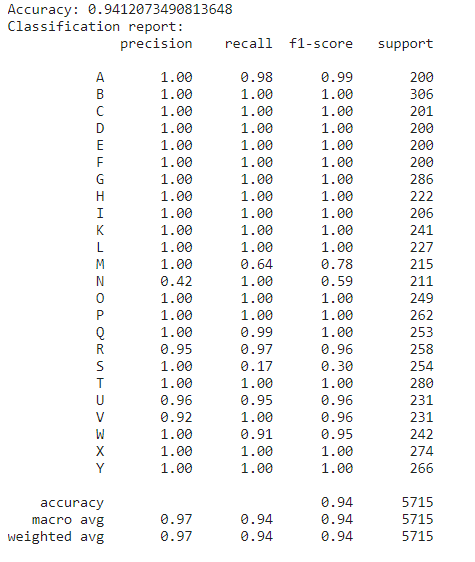 Accuracy: 0.9412073490813648
Classification report:
precision recall f1-score support
A 1.00 0.98 0.99 200
B 1.00 1.00 1.00 306
C 1.00 1.00 1.00 201
D 1.00 1.00 1.00 200
E 1.00 1.00 1.00 200
F 1.00 1.00 1.00 200
G 1.00 1.00 1.00 286
H 1.00 1.00 1.00 222
I 1.00 1.00 1.00 206
K 1.00 1.00 1.00 241
L 1.00 1.00 1.00 227
M 1.00 0.64 0.78 215
N 0.42 1.00 0.59 211
O 1.00 1.00 1.00 249
P 1.00 1.00 1.00 262
Q 1.00 0.99 1.00 253
R 0.95 0.97 0.96 258
S 1.00 0.17 0.30 254
T 1.00 1.00 1.00 280
U 0.96 0.95 0.96 231
V 0.92 1.00 0.96 231
W 1.00 0.91 0.95 242
X 1.00 1.00 1.00 274
Y 1.00 1.00 1.00 266
accuracy 0.94 5715
macro avg 0.97 0.94 0.94 5715
weighted avg 0.97 0.94 0.94 5715